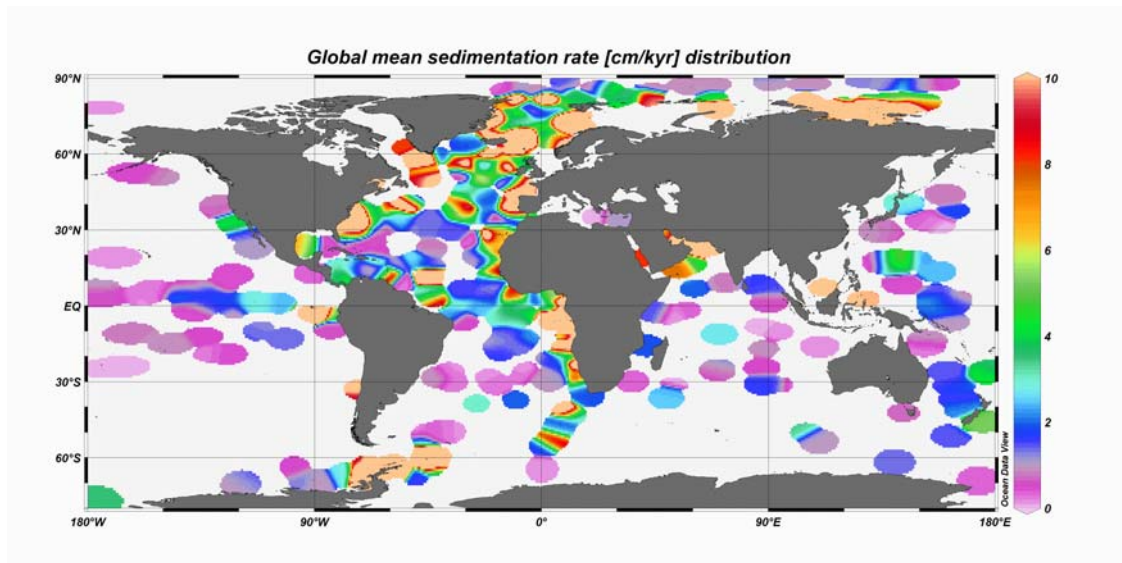 Global mean sedimentation rate [cm/kyr] distribution
90°N
60°N
30°N
EQ
30°S
60°S
180°W
90°W
0°
90°E
180°E
10
8
6
4
2
0
Ocean Data View